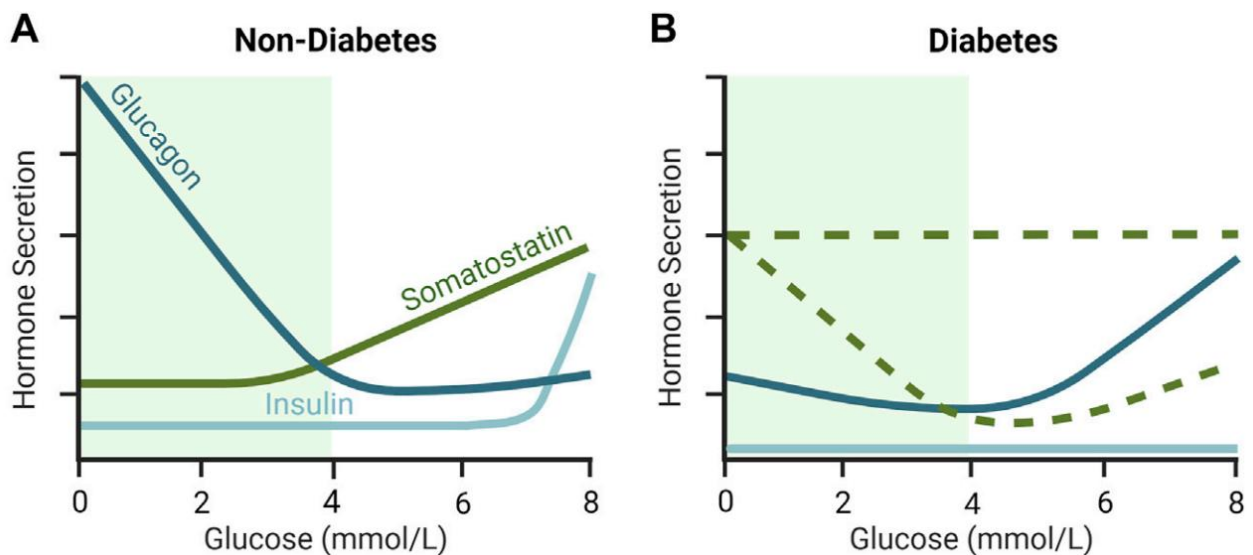 A
Non-Diabetes
Hormone Secretion
Glucagon
Somatostatin
Insulin
0 2 4 6 8
Glucose (mmol/L)
B
Diabetes
Hormone Secretion
0 2 4 6 8
Glucose (mmol/L)